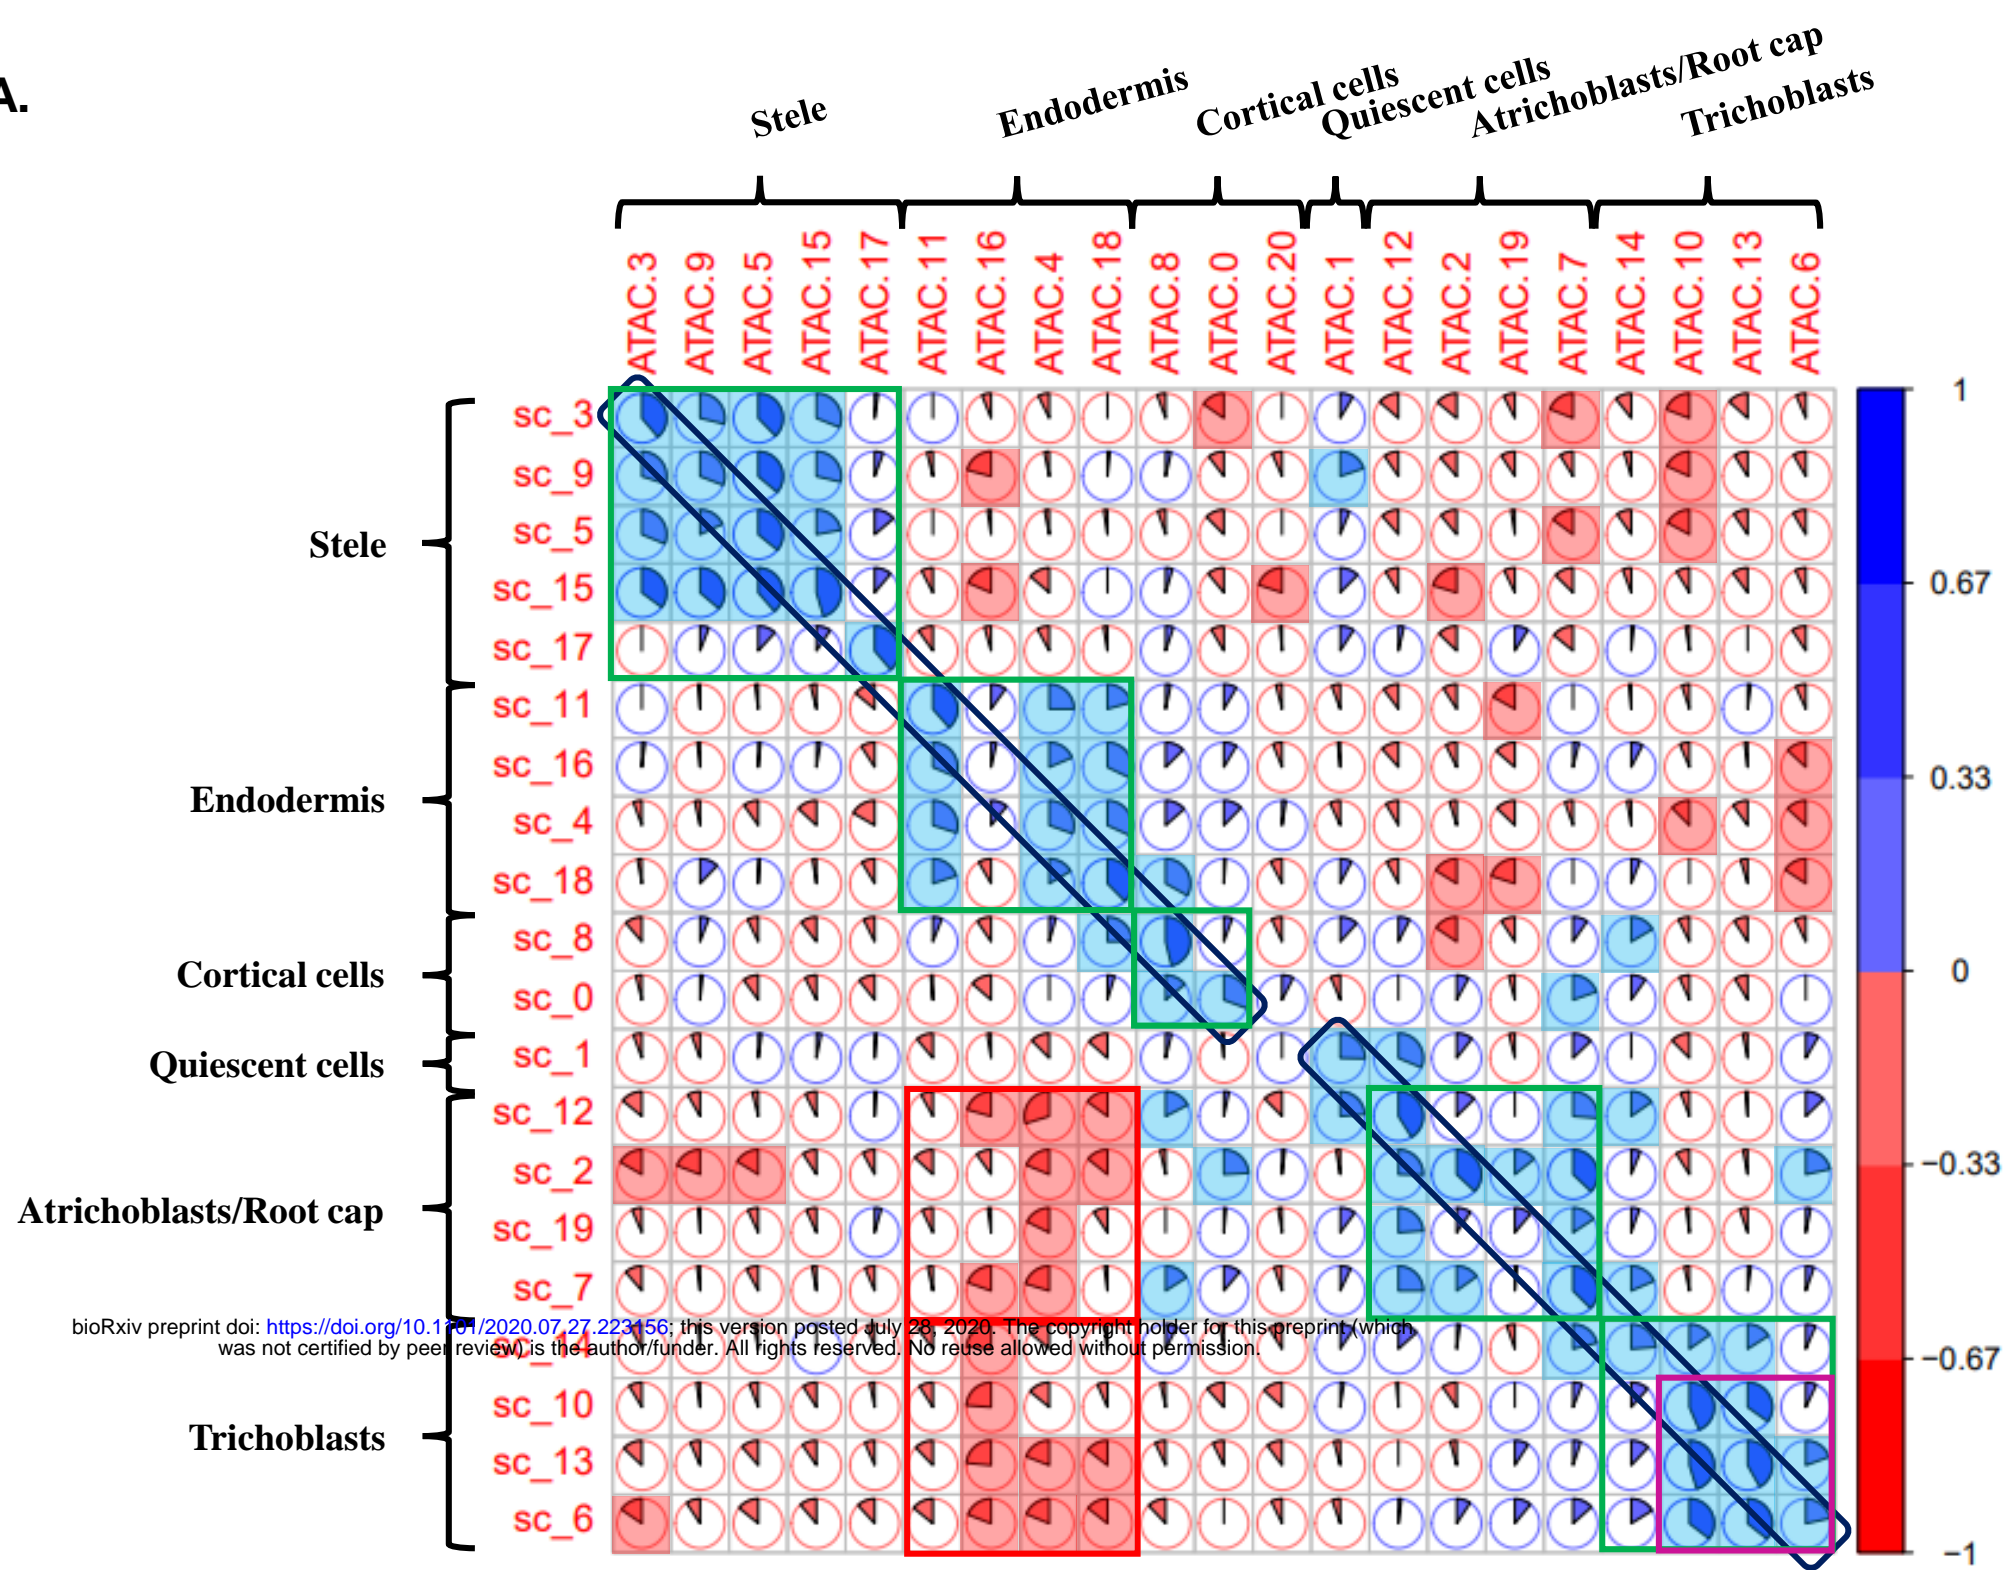 A.
Stele
Endodermis
Cortical cells
Quiescent cells
Atrichoblasts/Root cap
Trichoblasts
ATAC.3
ATAC.9
ATAC.5
ATAC.15
ATAC.17
ATAC.11
ATAC.16
ATAC.4
ATAC.18
ATAC.8
ATAC.0
ATAC.20
ATAC.1
ATAC.12
ATAC.2
ATAC.19
ATAC.7
ATAC.14
ATAC.10
ATAC.13
ATAC.6
Stele
sc_3
sc_9
sc_5
sc_15
sc_17
Endodermis
sc_11
sc_16
sc_4
sc_18
Cortical cells
sc_8
sc_0
Quiescent cells
sc_1
Atrichoblasts/Root cap
sc_12
sc_2
sc_19
sc_7
bioRxiv preprint doi: https://doi.org/10.1101/2020.07.27.223156; this version posted July 28, 2020. The copyright holder for this preprint (which
was not certified by peer review) is the author/funder. All rights reserved. No reuse allowed without permission.
Trichoblasts
sc_14
sc_10
sc_13
sc_6
1
0.67
0.33
0
−0.33
−0.67
−1